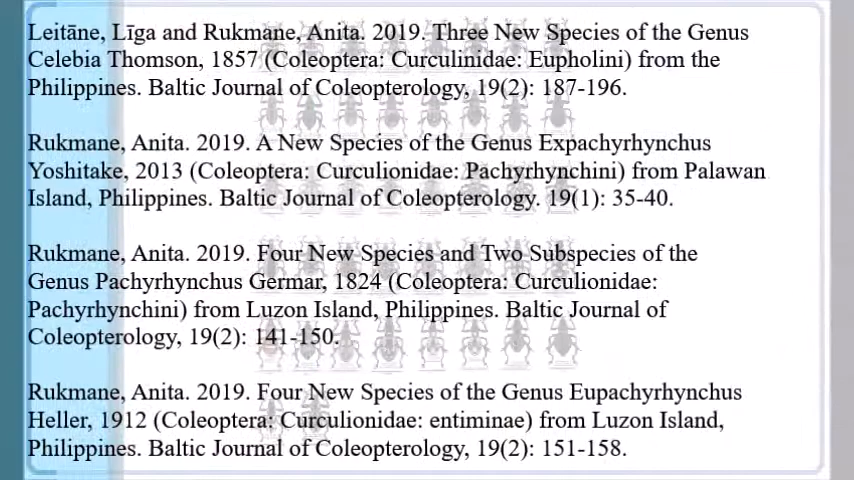 Leitāne, Līga and Rukmane, Anita. 2019. Three New Species of the Genus
Celebia Thomson, 1857 (Coleoptera: Curculinidae: Eupholini) from the
Philippines. Baltic Journal of Coleopterology, 19(2): 187-196.
Rukmane, Anita. 2019. A New Species of the Genus Expachyrhynchus
Yoshitake, 2013 (Coleoptera: Curculionidae: Pachyrhynchini) from Palawan
Island, Philippines. Baltic Journal of Coleopterology. 19(1): 35-40.
Rukmane, Anita. 2019. Four New Species and Two Subspecies of the
Genus Pachyrhynchus Germar, 1824 (Coleoptera: Curculionidae:
Pachyrhynchini) from Luzon Island, Philippines. Baltic Journal of
Coleopterology, 19(2): 141-150.
Rukmane, Anita. 2019. Four New Species of the Genus Eupachyrhynchus
Heller, 1912 (Coleoptera: Curculionidae: entiminae) from Luzon Island,
Philippines. Baltic Journal of Coleopterology, 19(2): 151-158.